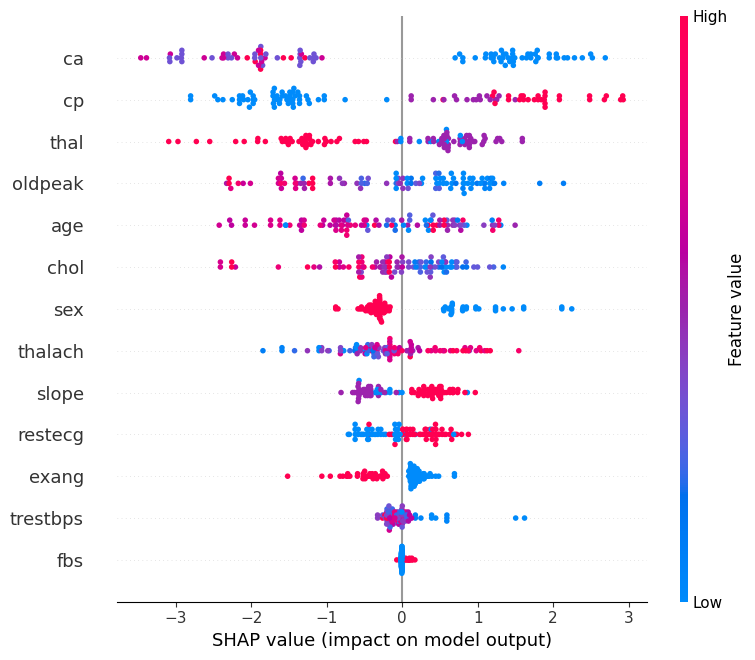 High
ca
cp
thal
oldpeak
age
chol
sex
thalach
slope
restecg
exang
trestbps
fbs
Feature value
Low
−3 −2 −1 0 1 2 3
SHAP value (impact on model output)